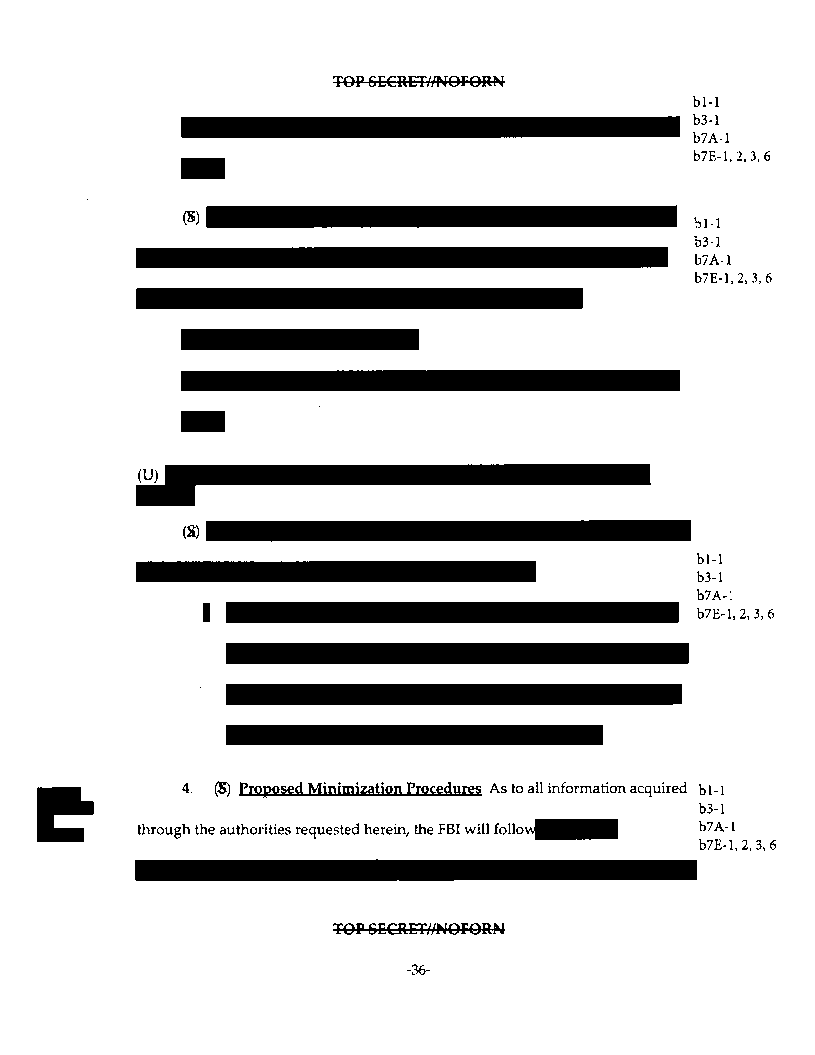 TOP SECRET//NOFORN
b1-1
b3-1
b7A-1
b7E-1, 2, 3, 6
(S)
b1-1
b3-1
b7A-1
b7E-1, 2, 3, 6
(U)
(S)
b1-1
b3-1
b7A-1
b7E-1, 2, 3, 6
4. (S) Proposed Minimization Procedures As to all information acquired
b1-1
b3-1
through the authorities requested herein, the FBI will follow
b7A-1
b7E-1, 2, 3, 6
TOP SECRET//NOFORN
-36-